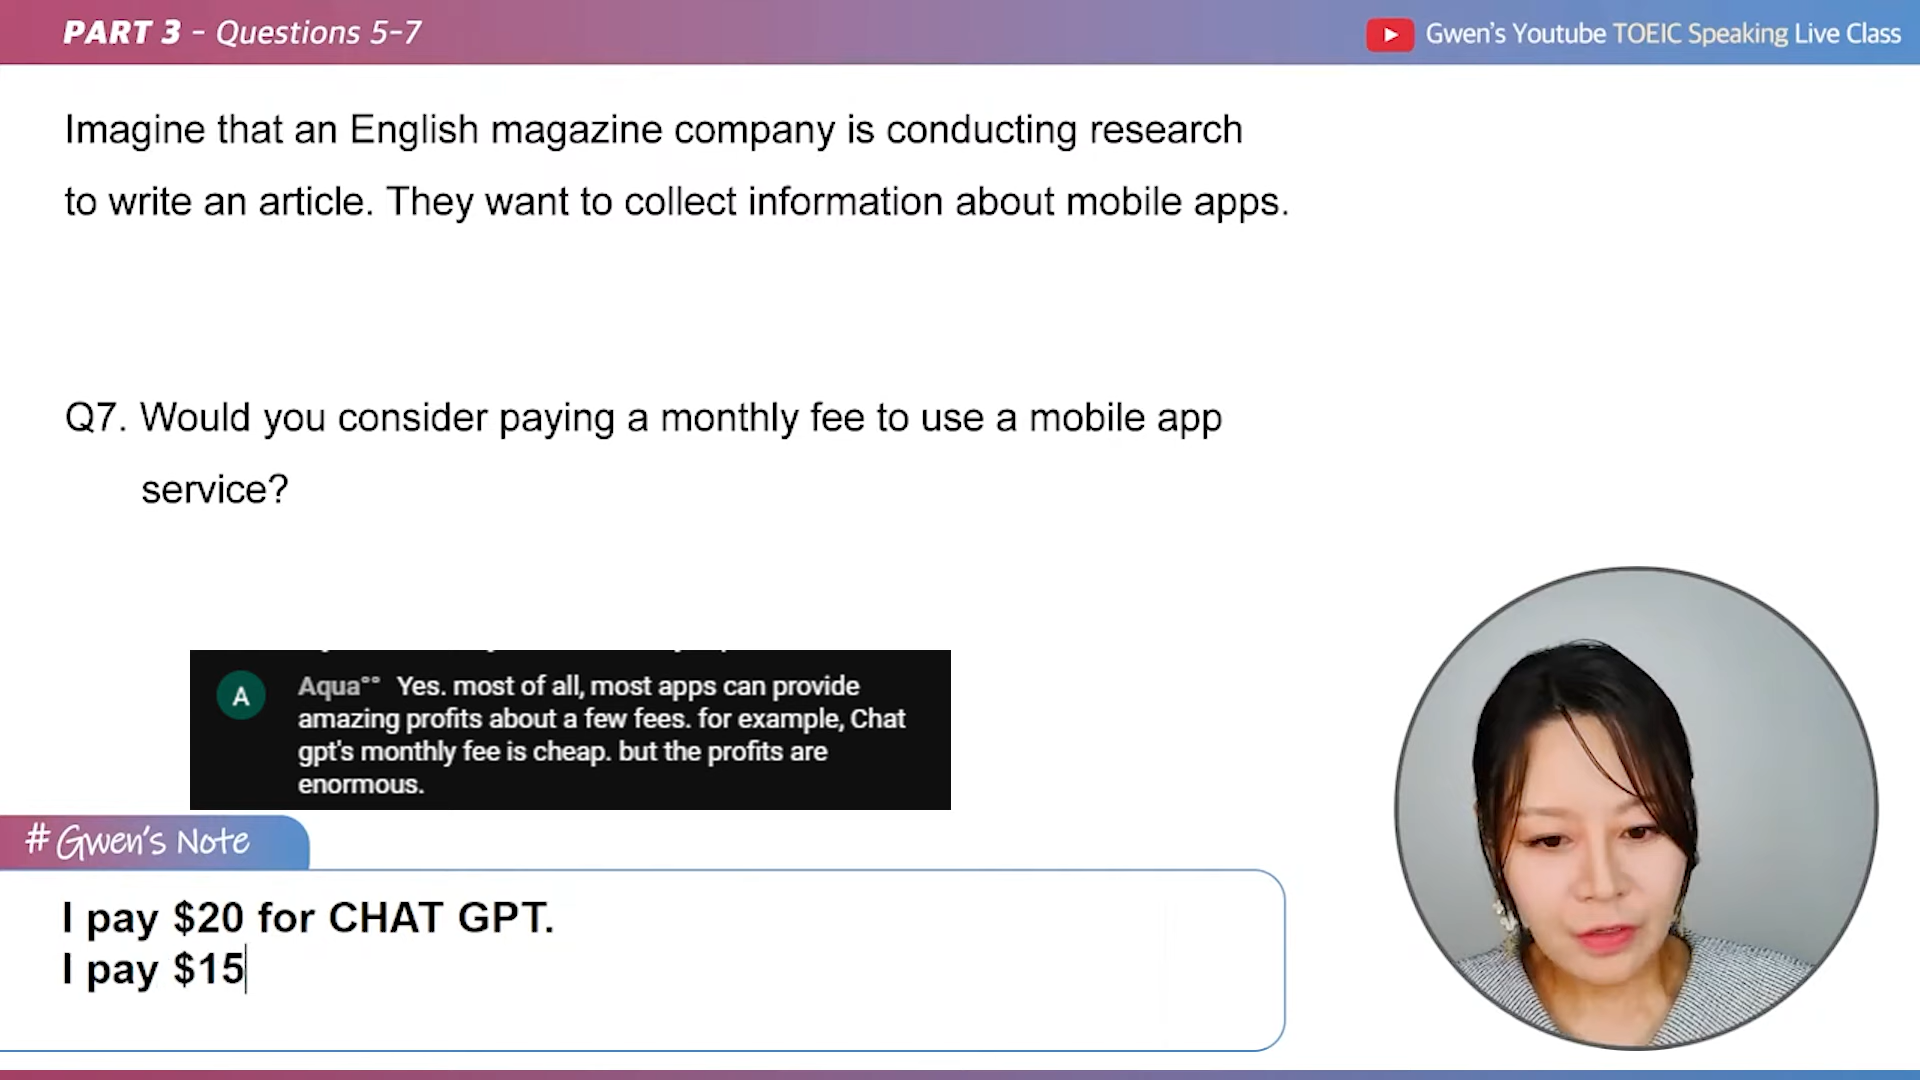 PART 3 - Questions 5-7
Gwen's Youtube TOEIC Speaking Live Class
Imagine that an English magazine company is conducting research
to write an article. They want to collect information about mobile apps.
Q7. Would you consider paying a monthly fee to use a mobile app
service?
A
Aqua°° Yes. most of all, most apps can provide
amazing profits about a few fees. for example, Chat
gpt's monthly fee is cheap. but the profits are
enormous.
# Gwen's Note
I pay $20 for CHAT GPT.
I pay $15